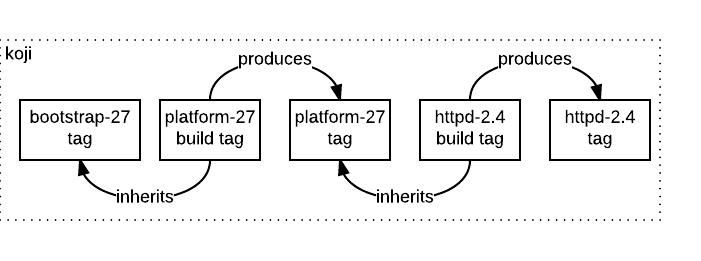 koji
produces
produces
bootstrap-27
tag
platform-27
build tag
platform-27
tag
httpd-2.4
build tag
httpd-2.4
tag
inherits
inherits